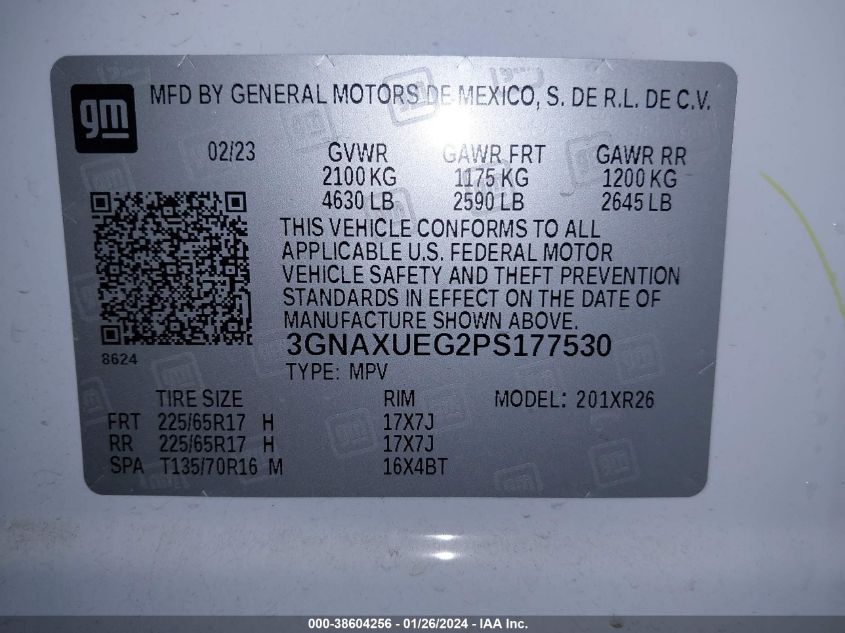 gm
MFD BY GENERAL MOTORS DE MEXICO, S. DE R.L. DE C.V.
02/23 GVWR GAWR FRT GAWR RR
2100 KG 1175 KG 1200 KG
4630 LB 2590 LB 2645 LB
THIS VEHICLE CONFORMS TO ALL
APPLICABLE U.S. FEDERAL MOTOR
VEHICLE SAFETY AND THEFT PREVENTION
STANDARDS IN EFFECT ON THE DATE OF
MANUFACTURE SHOWN ABOVE.
8624
3GNAXUEG2PS177530
TYPE: MPV
TIRE SIZE RIM MODEL: 201XR26
FRT 225/65R17 H 17X7J
RR 225/65R17 H 17X7J
SPA T135/70R16 M 16X4BT
000-38604256 - 01/26/2024 - IAA Inc.